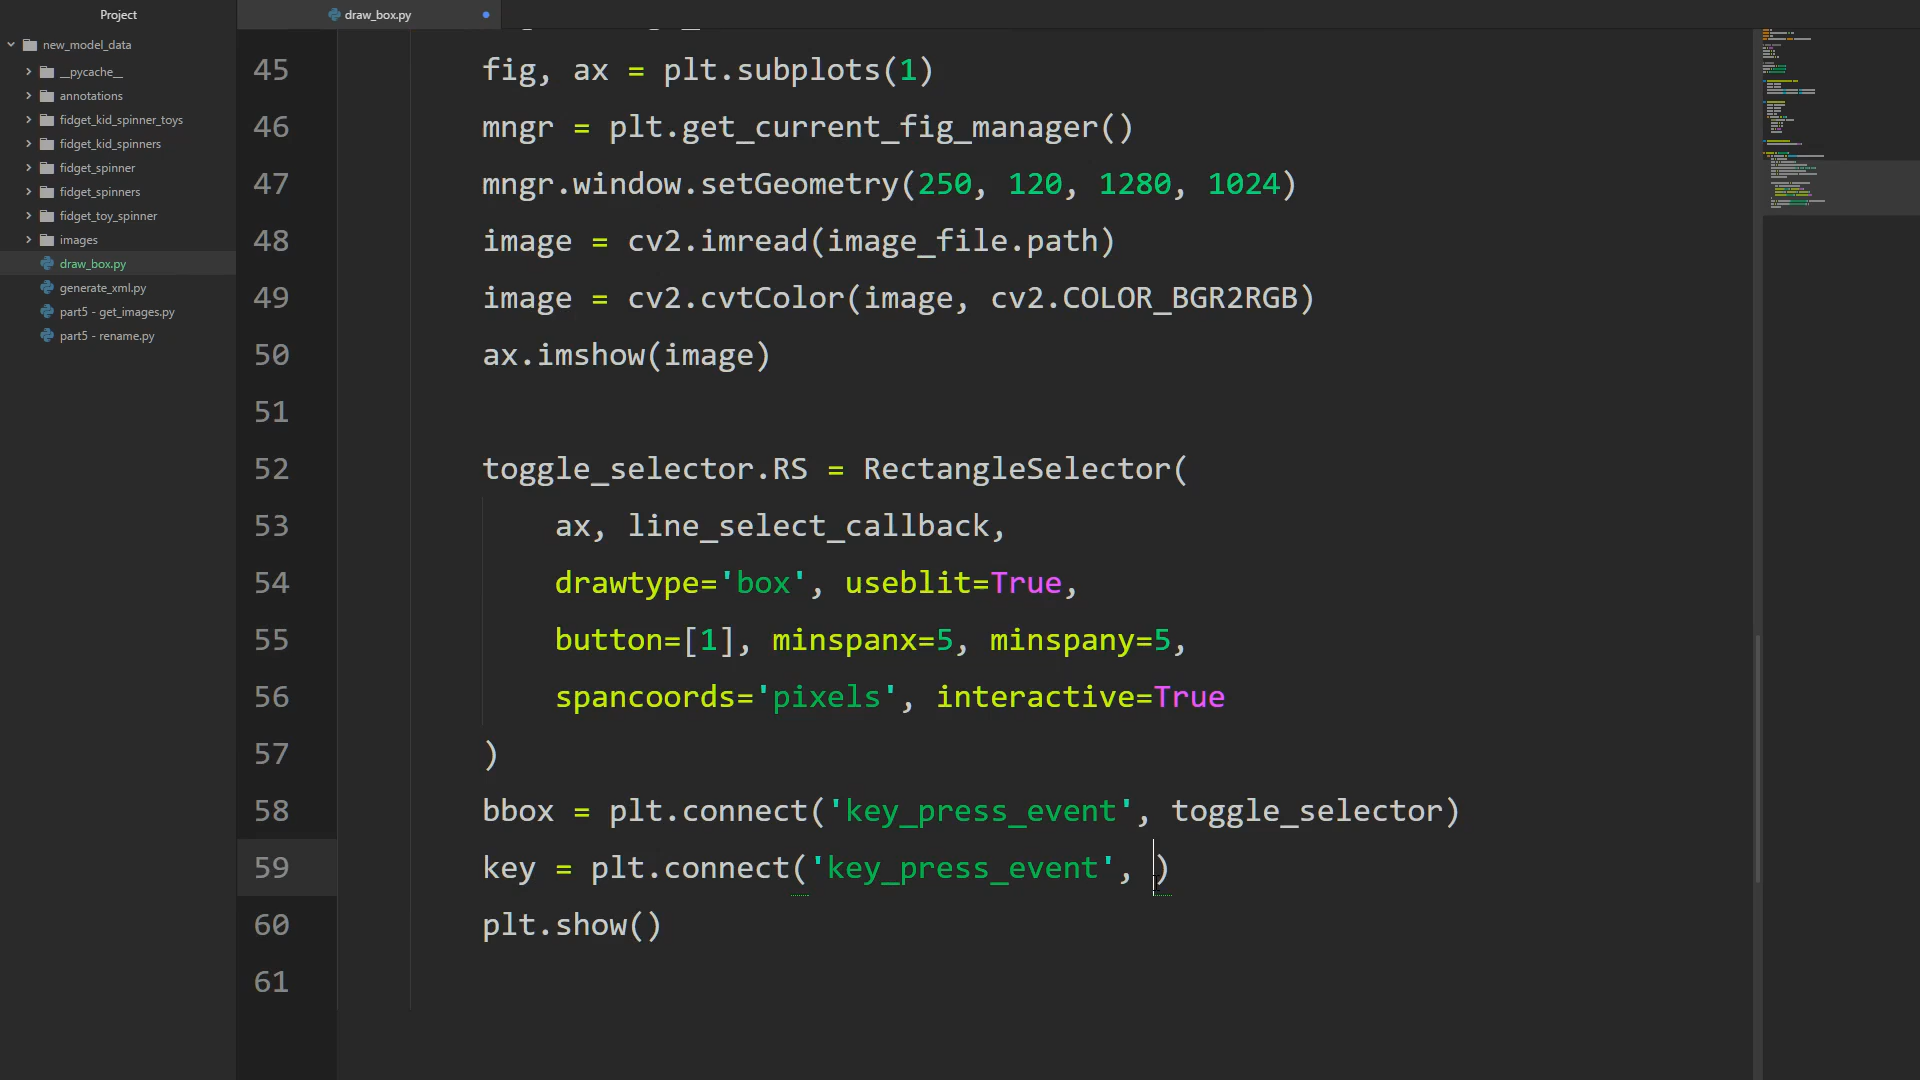 Project
draw_box.py
new_model_data
__pycache__
annotations
fidget_kid_spinner_toys
fidget_kid_spinners
fidget_spinner
fidget_spinners
fidget_toy_spinner
images
draw_box.py
generate_xml.py
part5 - get_images.py
part5 - rename.py
45 fig, ax = plt.subplots(1)
46 mngr = plt.get_current_fig_manager()
47 mngr.window.setGeometry(250, 120, 1280, 1024)
48 image = cv2.imread(image_file.path)
49 image = cv2.cvtColor(image, cv2.COLOR_BGR2RGB)
50 ax.imshow(image)
51
52 toggle_selector.RS = RectangleSelector(
53 ax, line_select_callback,
54 drawtype='box', useblit=True,
55 button=[1], minspanx=5, minspany=5,
56 spancoords='pixels', interactive=True
57 )
58 bbox = plt.connect('key_press_event', toggle_selector)
59 key = plt.connect('key_press_event', )
60 plt.show()
61